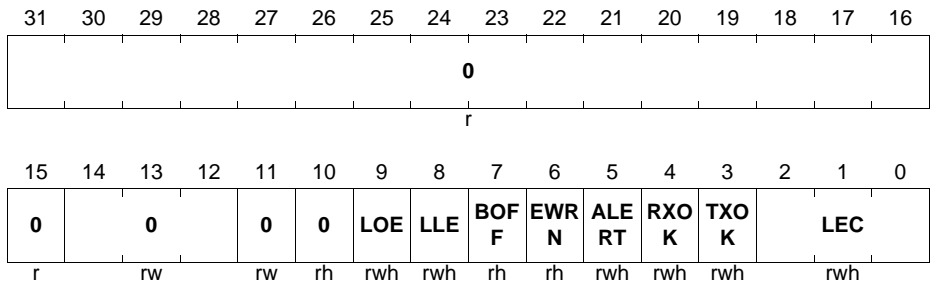 31 30 29 28 27 26 25 24 23 22 21 20 19 18 17 16
0
r
15 14 13 12 11 10 9 8 7 6 5 4 3 2 1 0
0 0 0 0 LOE LLE BOF EWR ALE RXO TXO LEC
F N RT K K
r rw rw rh rwh rwh rh rh rwh rwh rwh rwh